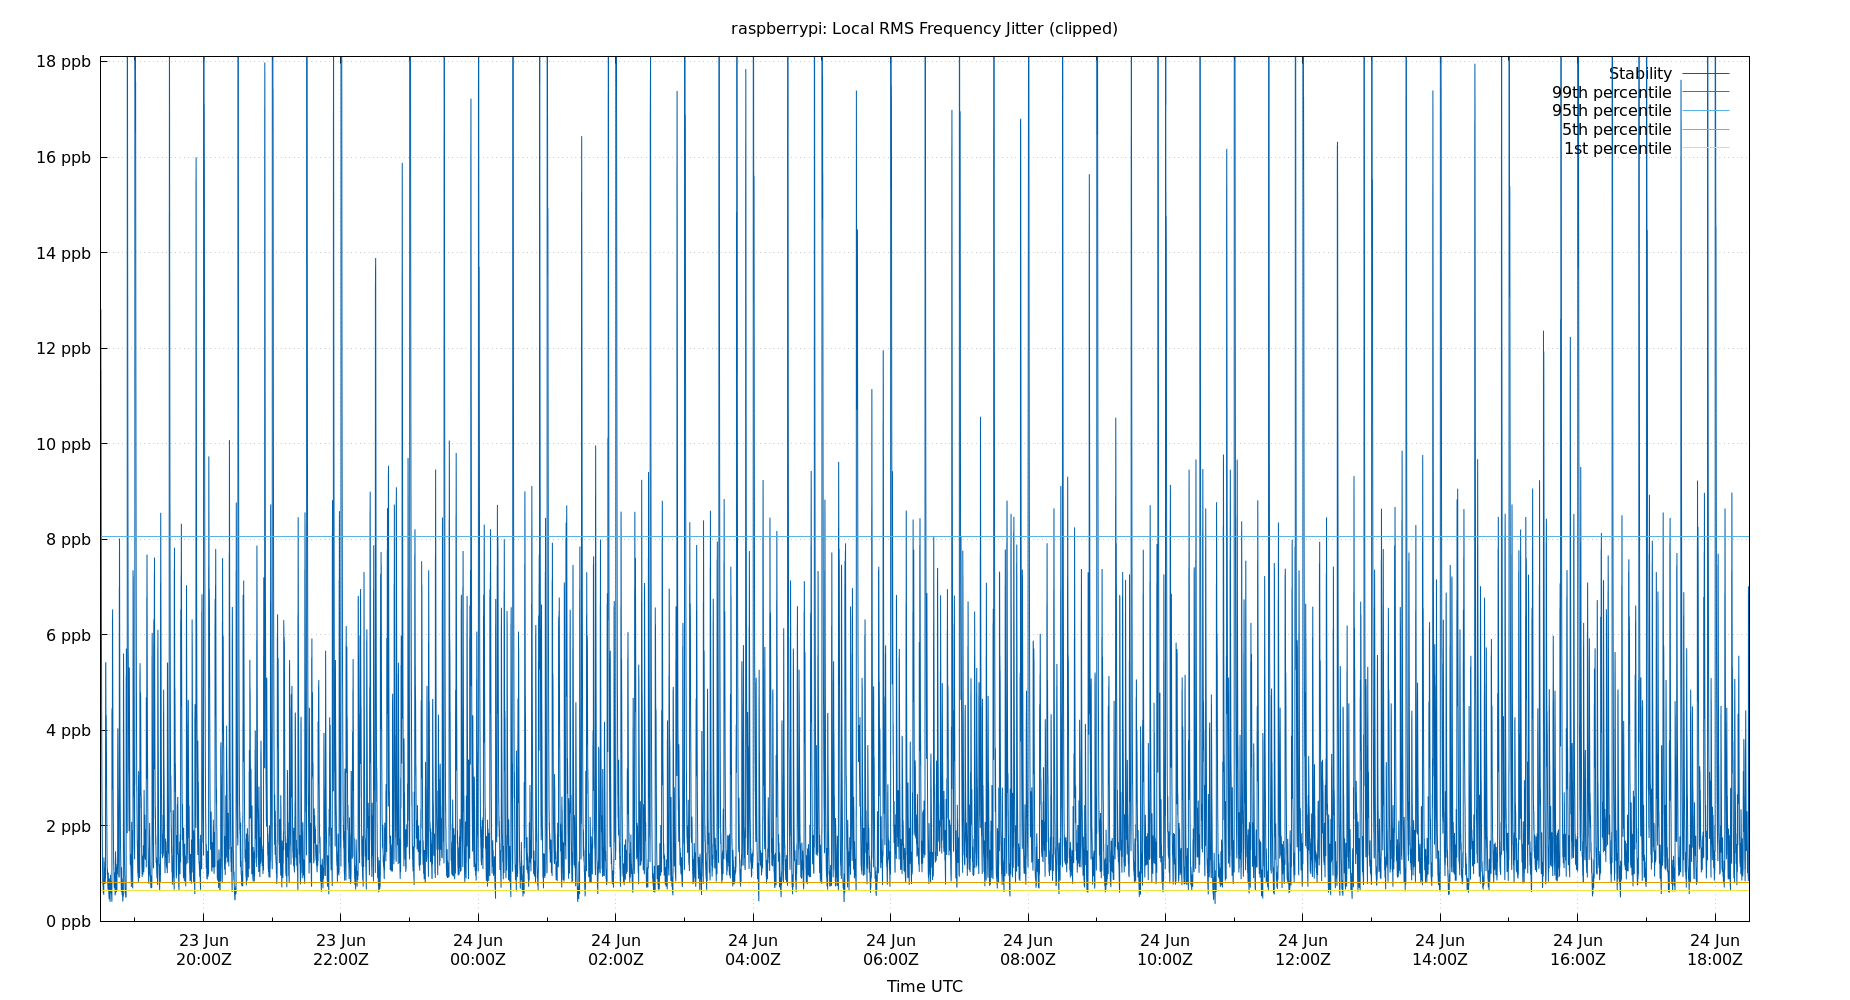 raspberrypi: Local RMS Frequency Jitter (clipped)
18 ppb
16 ppb
14 ppb
12 ppb
10 ppb
8 ppb
6 ppb
4 ppb
2 ppb
0 ppb
Stability
99th percentile
95th percentile
5th percentile
1st percentile
23 Jun
20:00Z
23 Jun
22:00Z
24 Jun
00:00Z
24 Jun
02:00Z
24 Jun
04:00Z
24 Jun
06:00Z
24 Jun
08:00Z
24 Jun
10:00Z
24 Jun
12:00Z
24 Jun
14:00Z
24 Jun
16:00Z
24 Jun
18:00Z
Time UTC